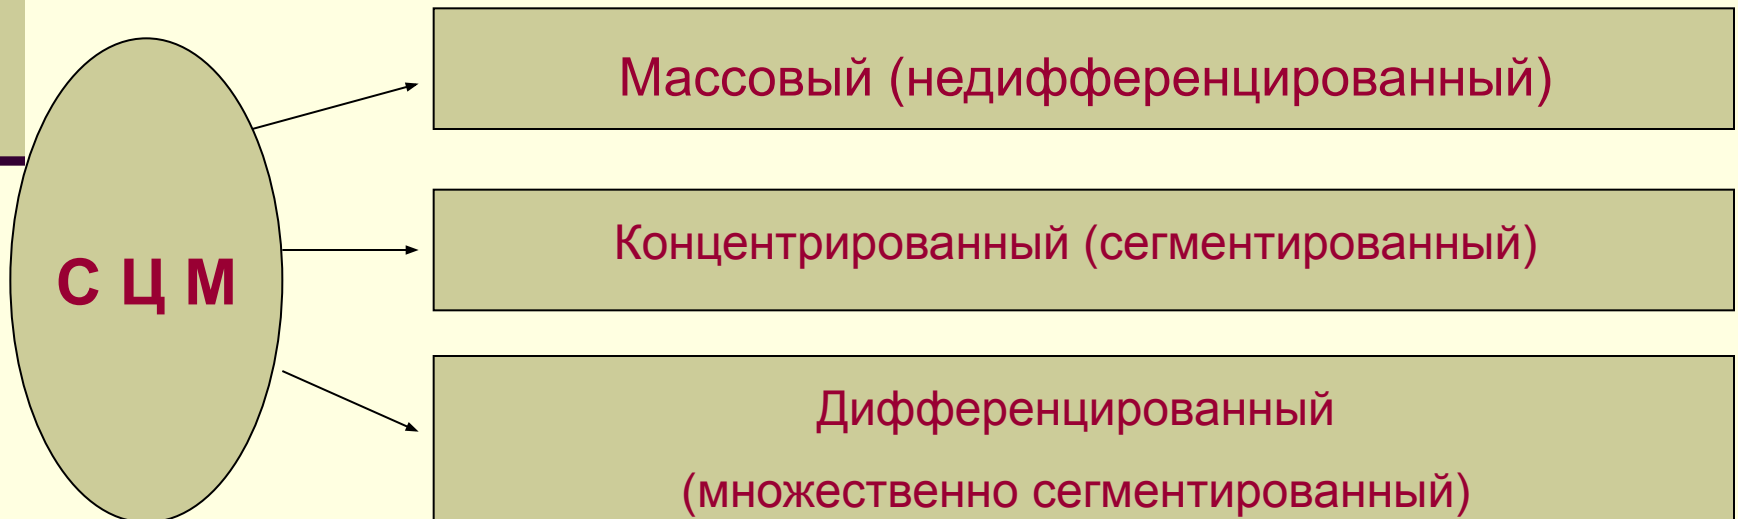 Массовый (недифференцированный)
Концентрированный (сегментированный)
С Ц М
Дифференцированный
(множественно сегментированный)